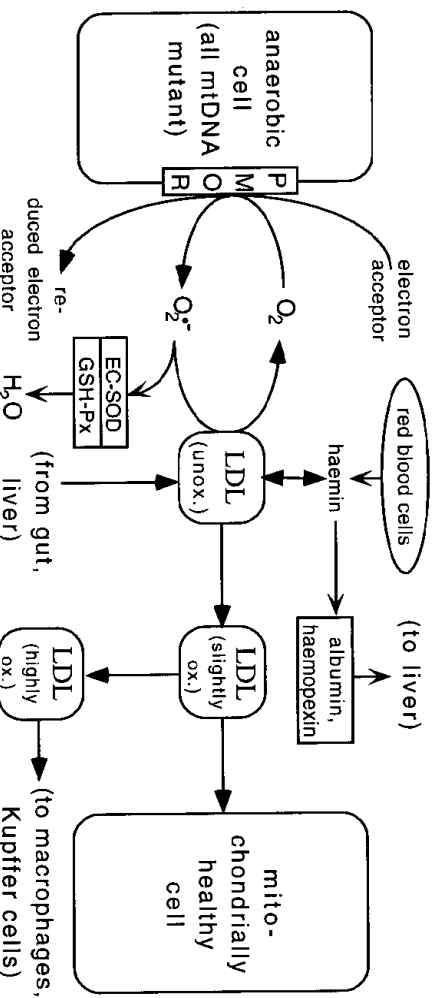 anaerobic
cell
(all mtDNA
mutant)
P
M
O
R
electron
acceptor
re-
duced electron
acceptor
O2
O2•-
EC-SOD
GSH-Px
H2O
red blood cells
haemin
albumin,
haemopexin
(to liver)
LDL
(unox.)
(from gut,
liver)
LDL
(slightly
ox.)
LDL
(highly
ox.)
(to macrophages,
Kupffer cells)
mito-
chondrially
healthy
cell